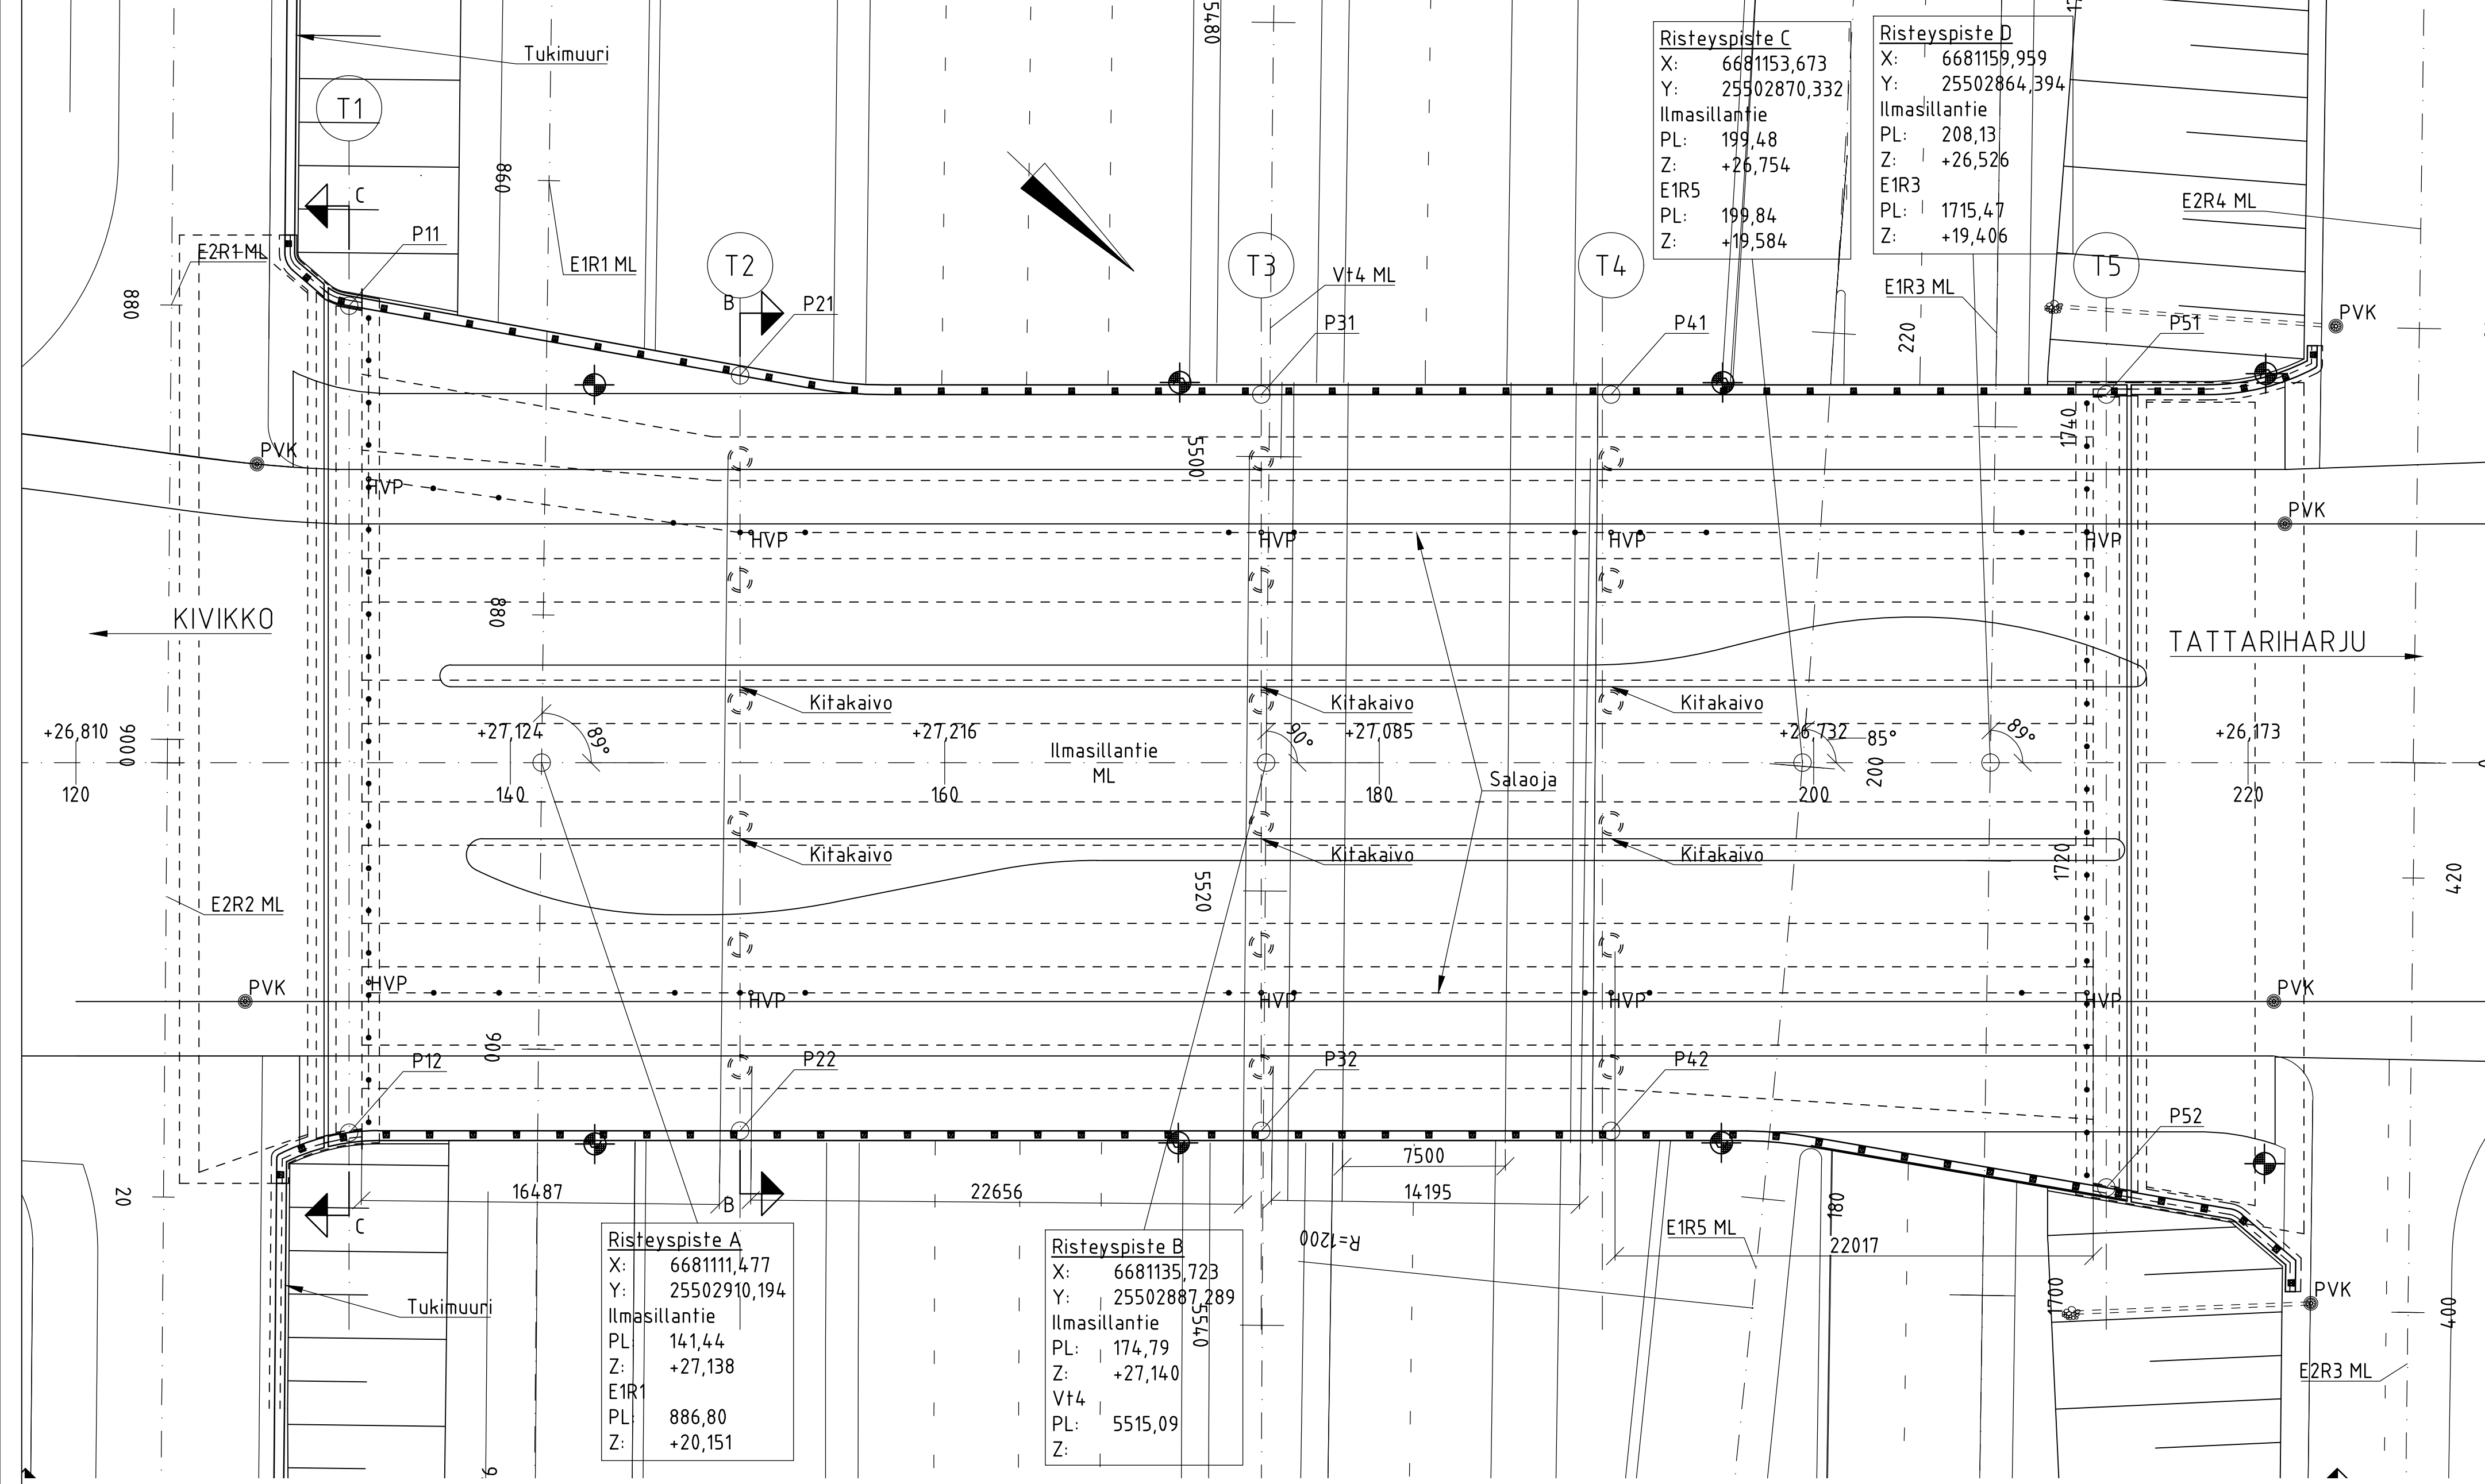 Tukimuuri
T1
C
P11
E2R1 ML
860
E1R1 ML
880
T2
B
P21
5480
T3
Vt4 ML
P31
T4
P41
Risteyspiste C
X: 6681153,673
Y: 25502870,332
Ilmasillantie
PL: 199,48
Z: +26,754
E1R5
PL: 199,84
Z: +19,584
Risteyspiste D
X: 6681159,959
Y: 25502864,394
Ilmasillantie
PL: 208,13
Z: +26,526
E1R3
PL: 1715,47
Z: +19,406
E1R3 ML
220
T5
P51
E2R4 ML
PVK
1740
PVK
HVP
5500
HVP
HVP
HVP
HVP
PVK
KIVIKKO
880
TATTARIHARJU
Kitakaivo
Kitakaivo
Kitakaivo
+26,810
9000
+27,124
89°
+27,216
Ilmasillantie
ML
90°
+27,085
+26,732
85°
200
89°
+26,173
120
140
160
180
200
220
Salaoja
Kitakaivo
Kitakaivo
Kitakaivo
1720
420
E2R2 ML
5520
PVK
HVP
HVP
HVP
HVP
HVP
PVK
900
P12
P22
P32
P42
P52
20
C
16487
B
22656
7500
14195
R=1200
E1R5 ML
180
22017
1700
PVK
400
E2R3 ML
Tukimuuri
Risteyspiste A
X: 6681111,477
Y: 25502910,194
Ilmasillantie
PL: 141,44
Z: +27,138
E1R1
PL: 886,80
Z: +20,151
Risteyspiste B
X: 6681135,723
Y: 25502887,289
Ilmasillantie
PL: 174,79
Z: +27,140
Vt4
PL: 5515,09
Z:
5540